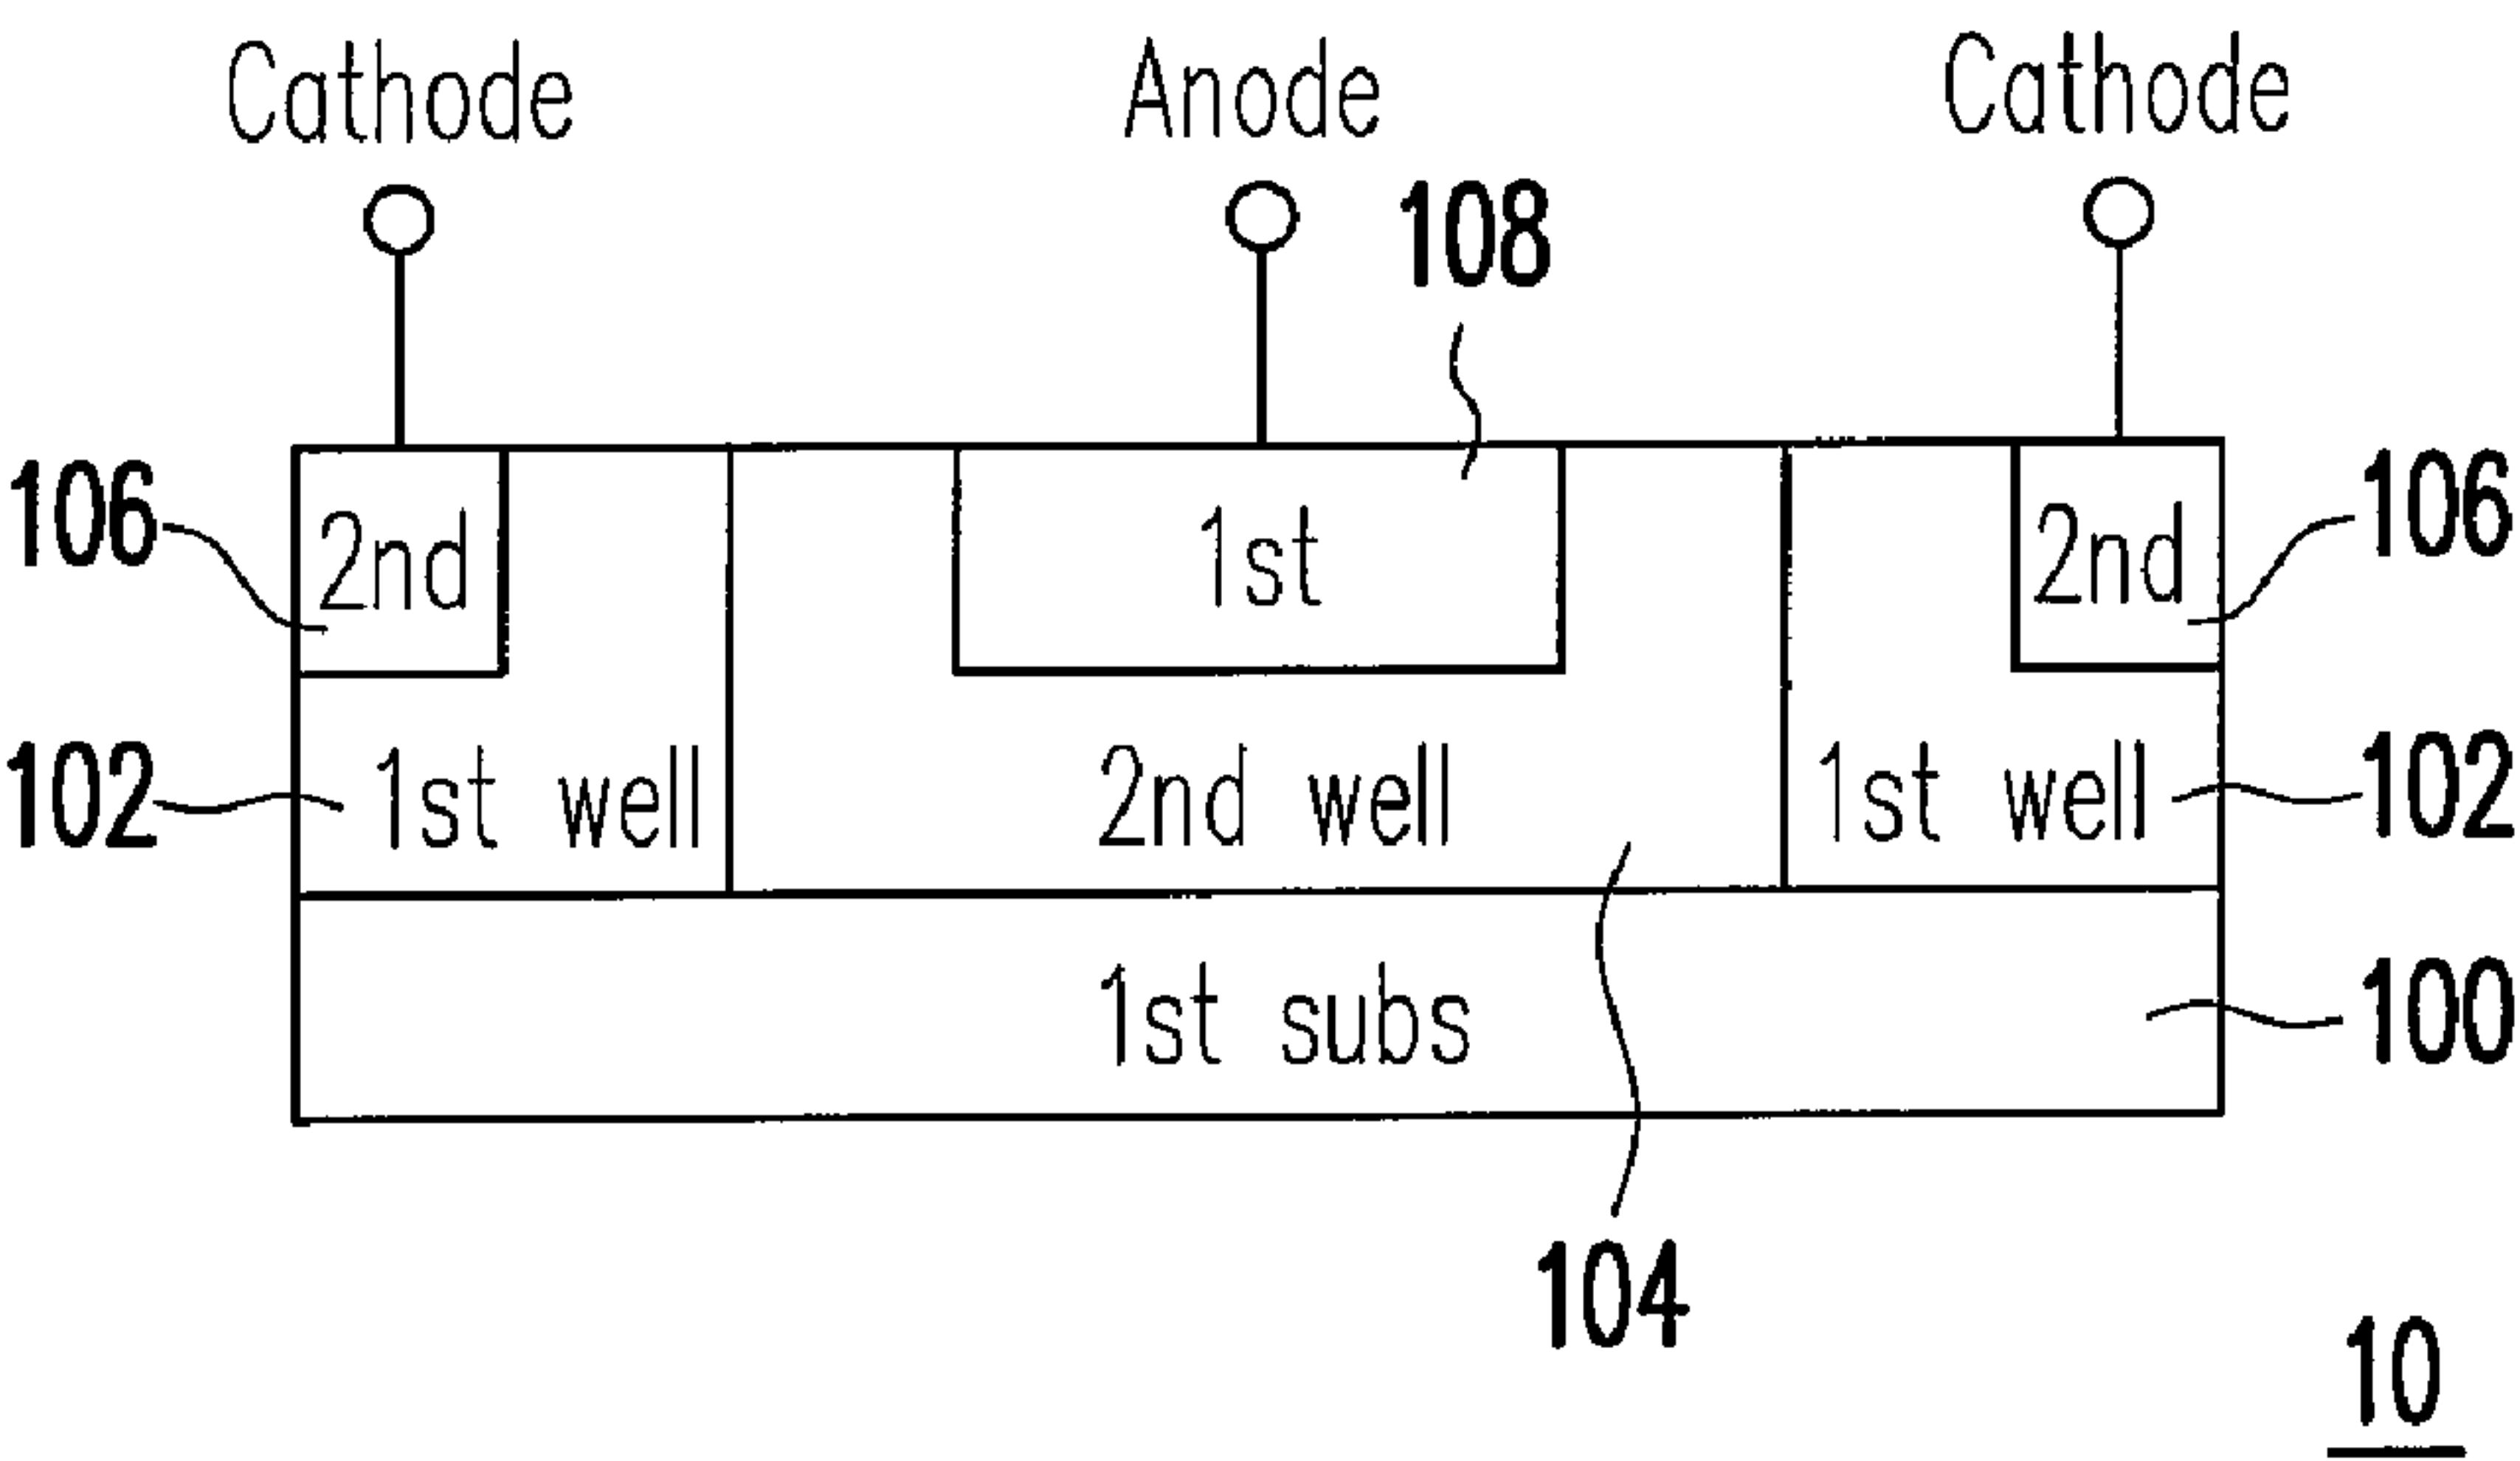 Cathode Anode Cathode
108
106 2nd 1st 2nd 106
102 1st well 2nd well 1st well 102
1st subs 100
104
10